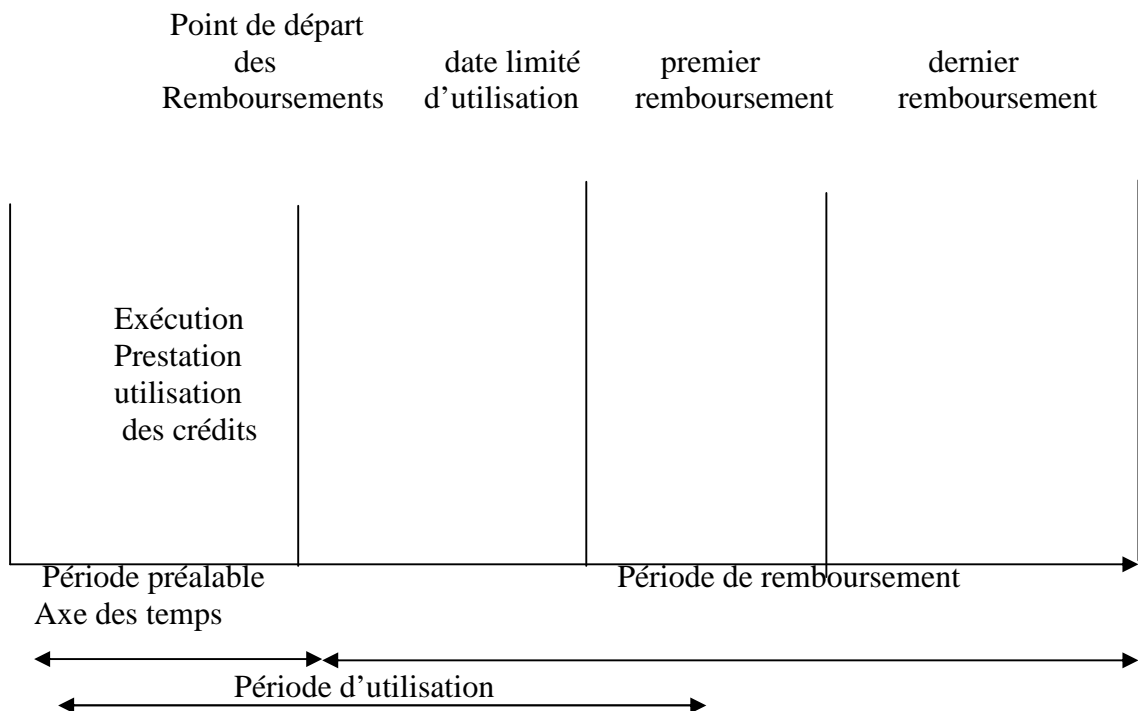 Point de départ
des date limité premier dernier
Remboursements d’utilisation remboursement remboursement
Exécution
Prestation
utilisation
des crédits
Période préalable Période de remboursement
Axe des temps
Période d’utilisation